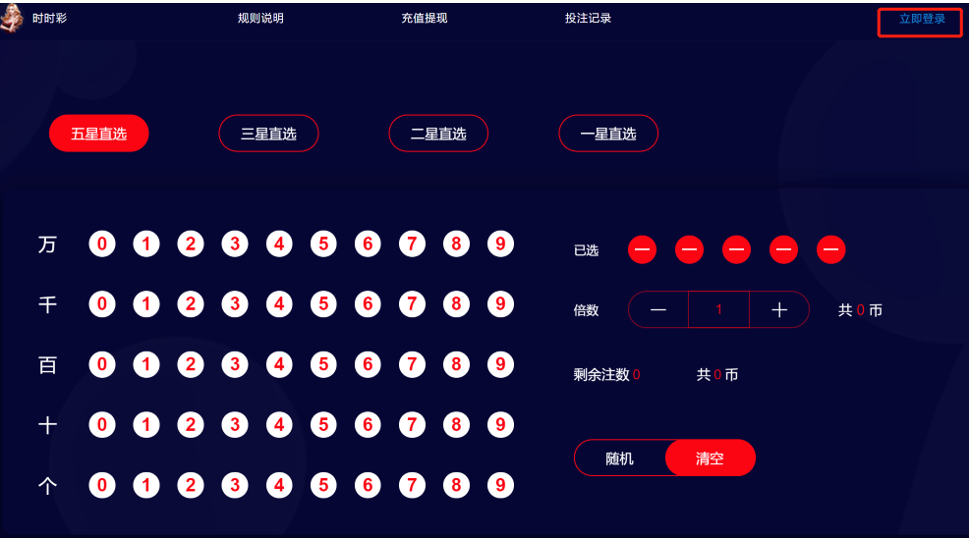 时时彩 规则说明 充值提现 投注记录 立即登录
五星直选 三星直选 二星直选 一星直选
万 0 1 2 3 4 5 6 7 8 9
已选
千 0 1 2 3 4 5 6 7 8 9
倍数 1 共 0 币
百 0 1 2 3 4 5 6 7 8 9
剩余注数 0 共 0 币
十 0 1 2 3 4 5 6 7 8 9
随机 清空
个 0 1 2 3 4 5 6 7 8 9